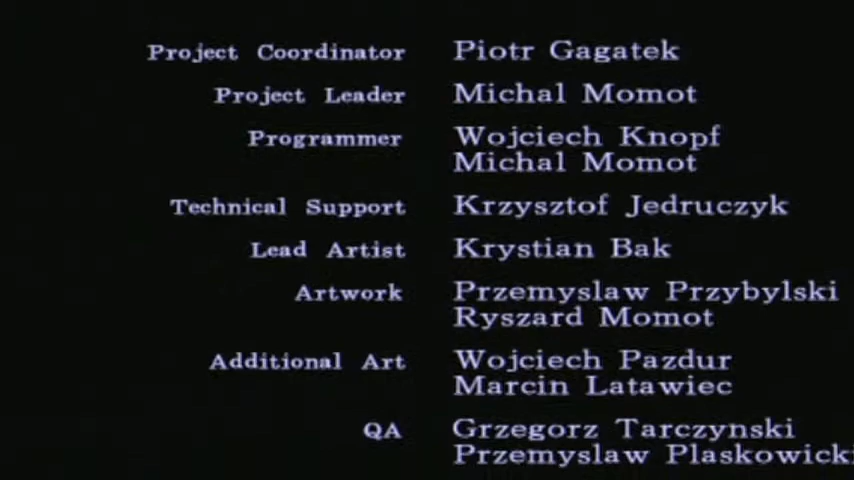 Project Coordinator Piotr Gagatek
Project Leader Michal Momot
Programmer Wojciech Knopf
Michal Momot
Technical Support Krzysztof Jedruczyk
Lead Artist Krystian Bak
Artwork Przemyslaw Przybylski
Ryszard Momot
Additional Art Wojciech Pazdur
Marcin Latawiec
QA Grzegorz Tarczynski
Przemyslaw Plaskowicki